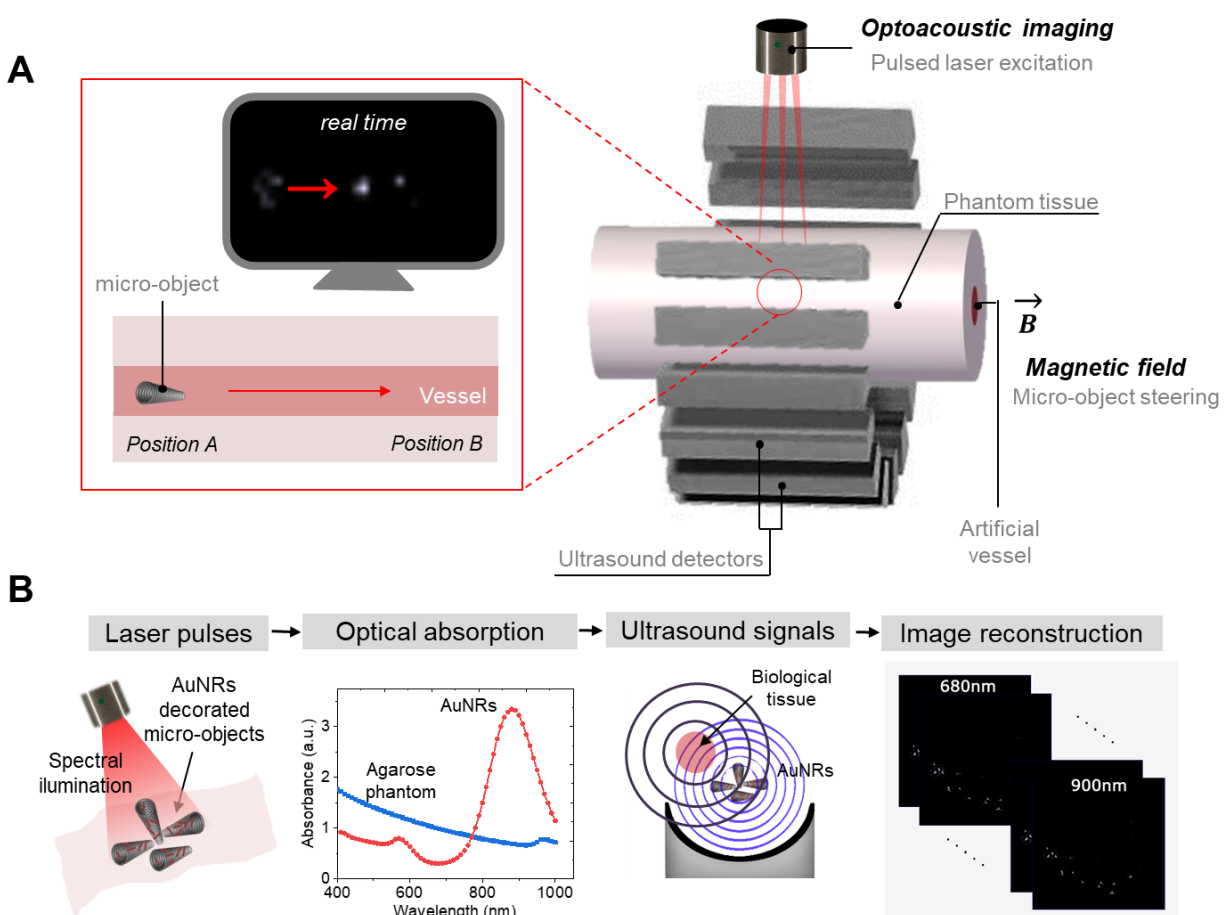 A
Optoacoustic imaging
Pulsed laser excitation
real time
micro-object
Vessel
Position A
Position B
Phantom tissue
B
Magnetic field
Micro-object steering
Artificial
vessel
Ultrasound detectors
B
Laser pulses
Optical absorption
Ultrasound signals
Image reconstruction
AuNRs
decorated
micro-objects
Spectral
illumination
Absorbance (a.u.)
3
2
1
0
400
600
800
1000
Wavelength (nm)
AuNRs
Agarose
phantom
Biological
tissue
AuNRs
680nm
900nm